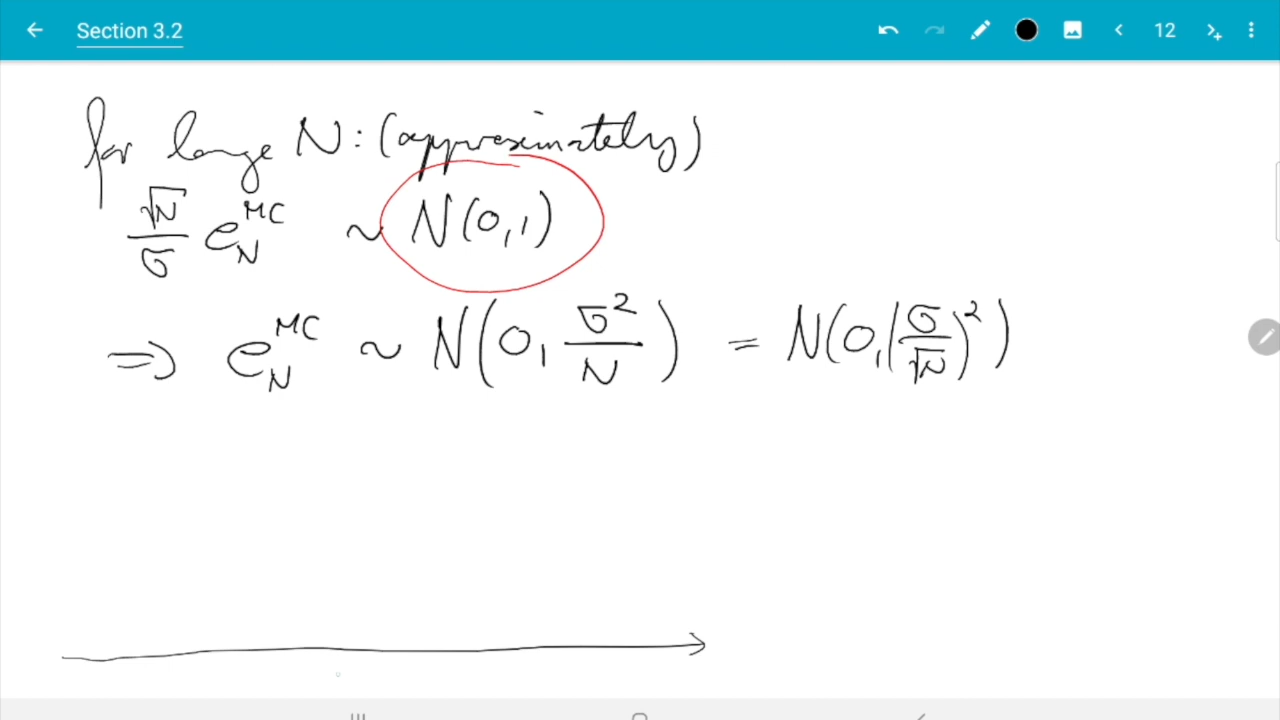 Section 3.2
12
for large N: (approximately)
√N/σ e_N^MC ~ N(0,1)
⇒ e_N^MC ~ N(0, σ²/N) = N(0,(σ/√N)²)